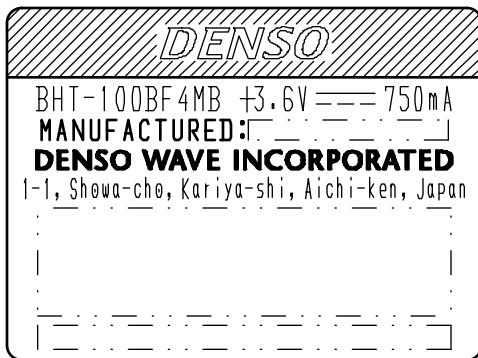 DENSO
BHT-100BF4MB +3.6V⎓750mA
MANUFACTURED:
DENSO WAVE INCORPORATED
1-1, Showa-cho, Kariya-shi, Aichi-ken, Japan